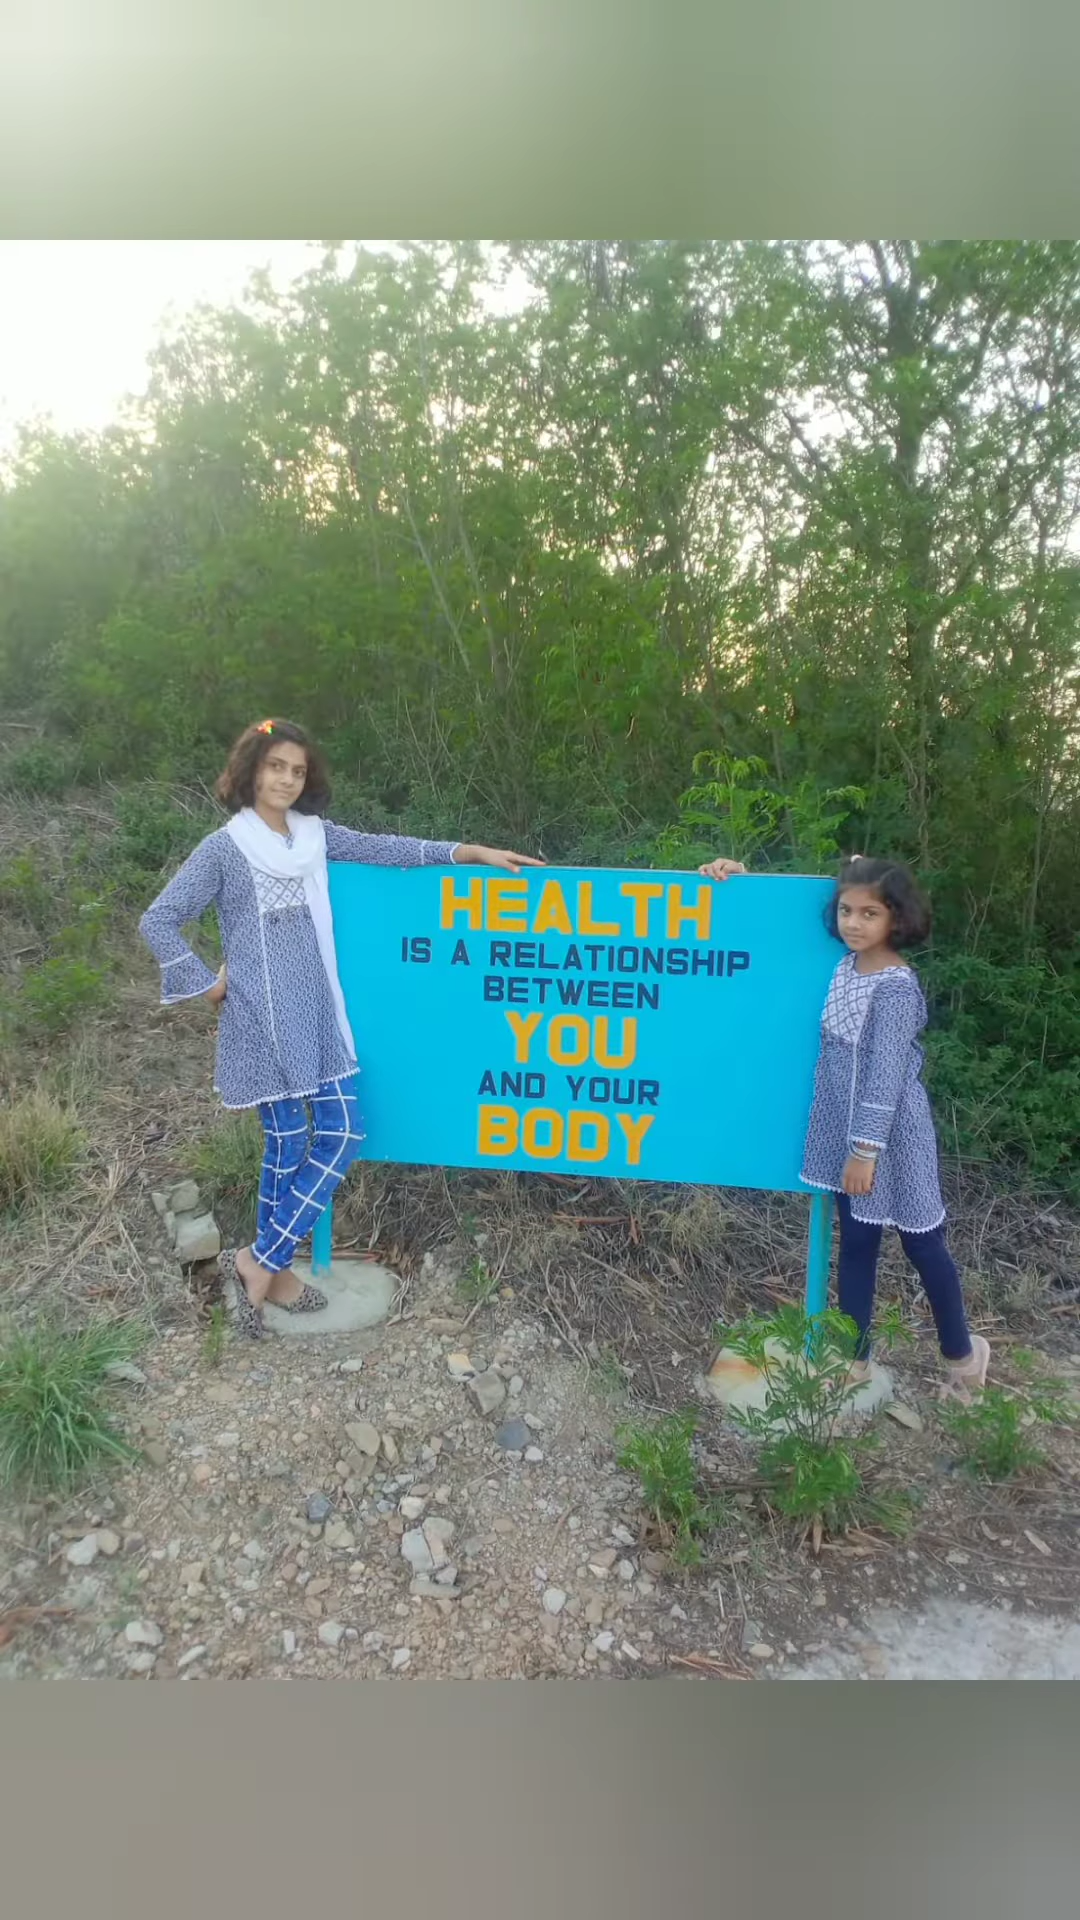 HEALTH
IS A RELATIONSHIP
BETWEEN
YOU
AND YOUR
BODY